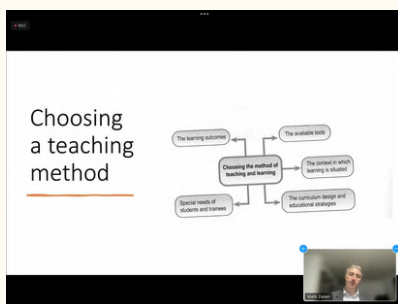 REC
Choosing
a teaching
method
The learning outcomes
The available tools
Choosing the method of
teaching and learning
The context in which
learning is situated
Special needs of
students and trainees
The curriculum design and
educational strategies